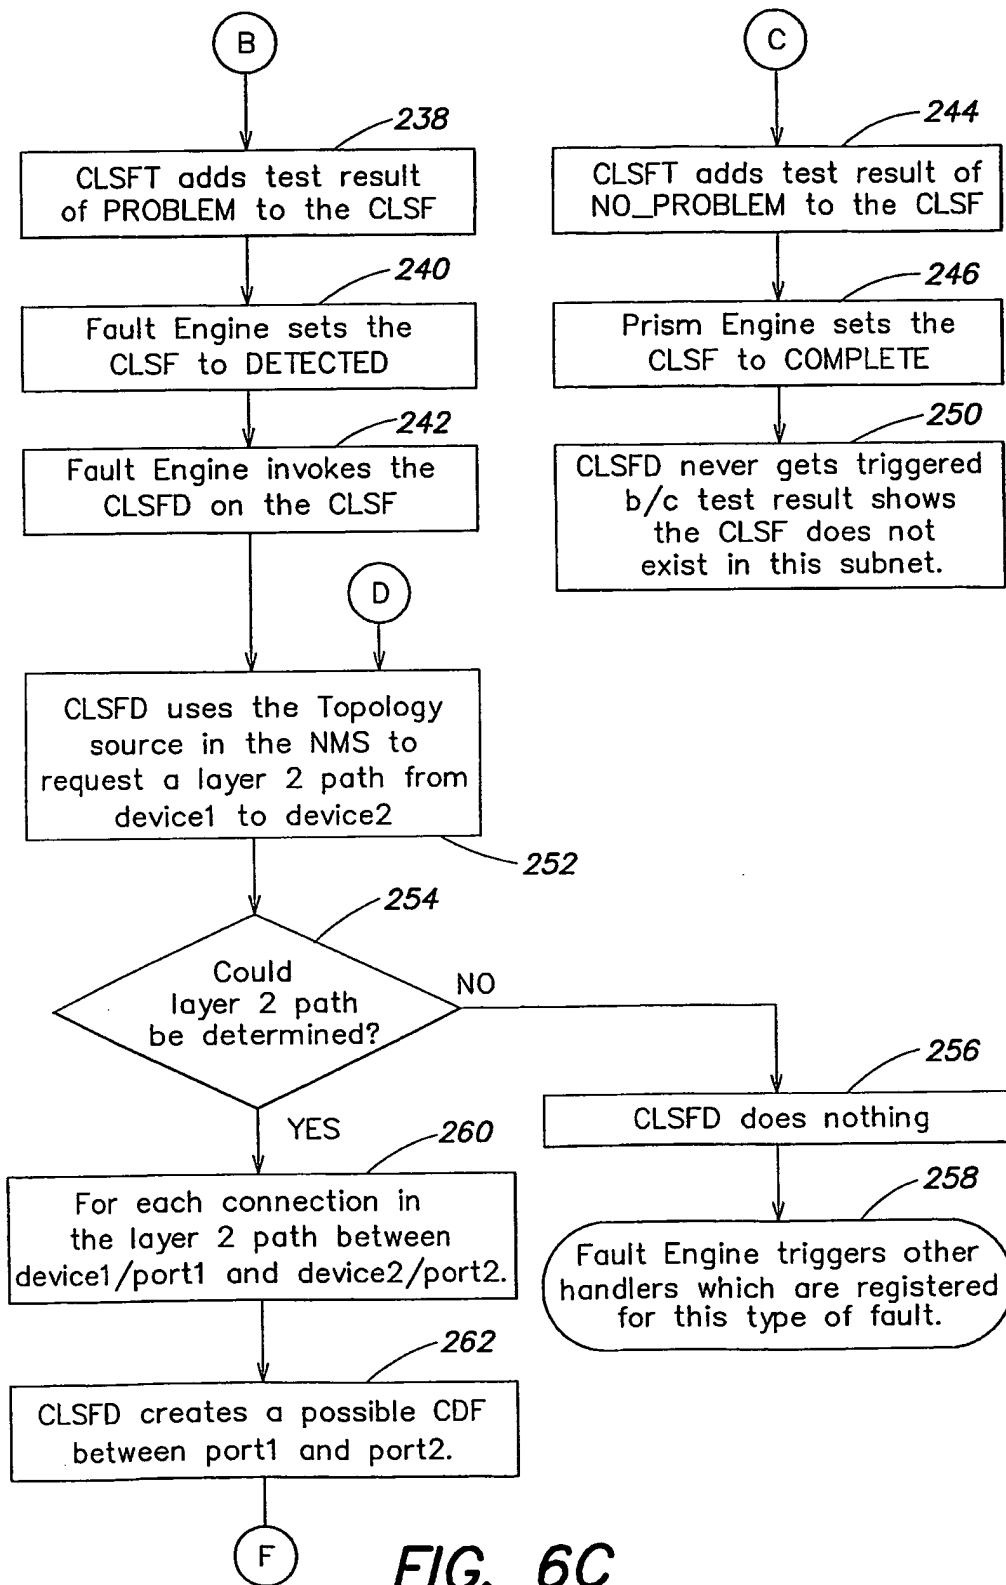 B
238
CLSFT adds test result
of PROBLEM to the CLSF
240
Fault Engine sets the
CLSF to DETECTED
242
Fault Engine invokes the
CLSFD on the CLSF
C
244
CLSFT adds test result of
NO_PROBLEM to the CLSF
246
Prism Engine sets the
CLSF to COMPLETE
250
CLSFD never gets triggered
b/c test result shows
the CLSF does not
exist in this subnet.
D
CLSFD uses the Topology
source in the NMS to
request a layer 2 path from
device1 to device2
252
254
Could
layer 2 path
be determined?
NO
YES
256
CLSFD does nothing
258
Fault Engine triggers other
handlers which are registered
for this type of fault.
260
For each connection in
the layer 2 path between
device1/port1 and device2/port2.
262
CLSFD creates a possible CDF
between port1 and port2.
F
FIG. 6C